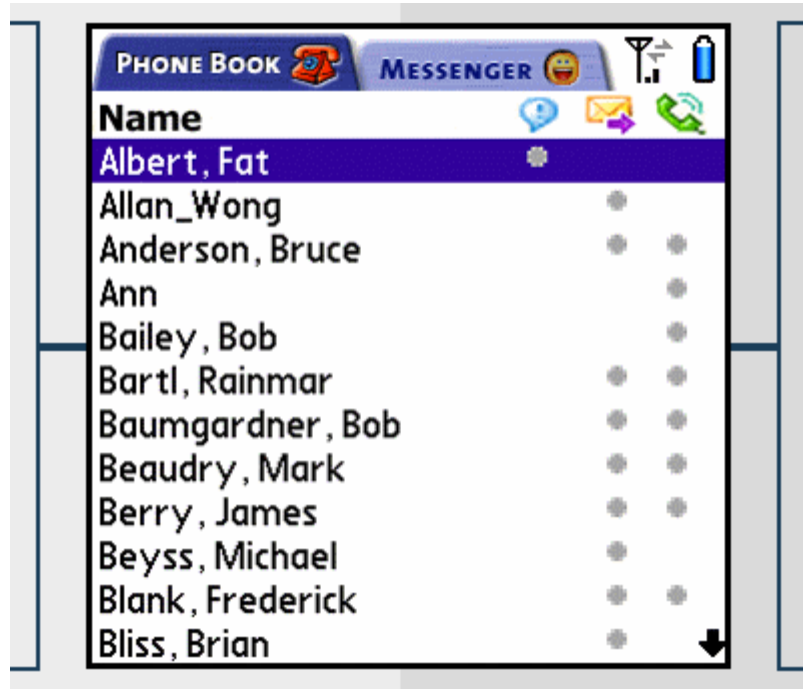 PHONE BOOK MESSENGER
Name
Albert, Fat
Allan_Wong
Anderson, Bruce
Ann
Bailey, Bob
Bartl, Rainmar
Baumgardner, Bob
Beaudry, Mark
Berry, James
Beyss, Michael
Blank, Frederick
Bliss, Brian